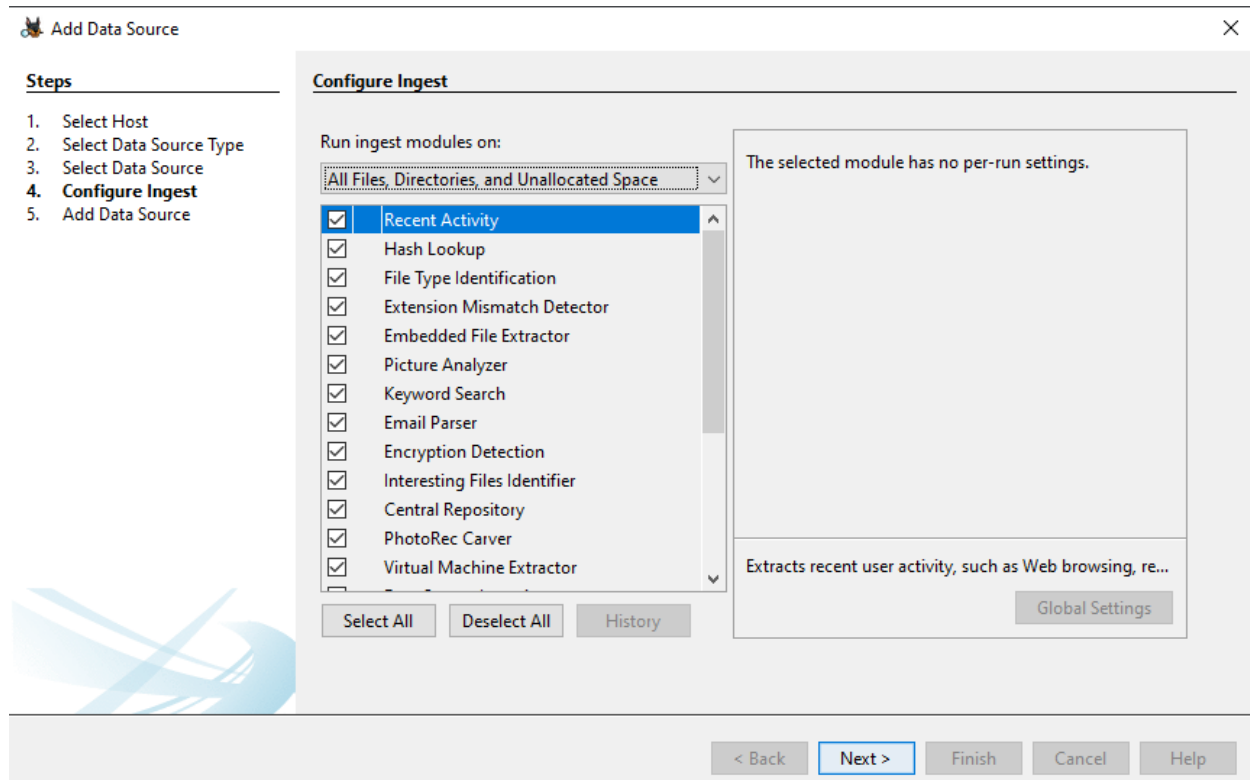 Add Data Source
Steps
1. Select Host
2. Select Data Source Type
3. Select Data Source
4. Configure Ingest
5. Add Data Source
Configure Ingest
Run ingest modules on:
All Files, Directories, and Unallocated Space
Recent Activity
Hash Lookup
File Type Identification
Extension Mismatch Detector
Embedded File Extractor
Picture Analyzer
Keyword Search
Email Parser
Encryption Detection
Interesting Files Identifier
Central Repository
PhotoRec Carver
Virtual Machine Extractor
Select All
Deselect All
History
The selected module has no per-run settings.
Extracts recent user activity, such as Web browsing, re...
Global Settings
< Back
Next >
Finish
Cancel
Help